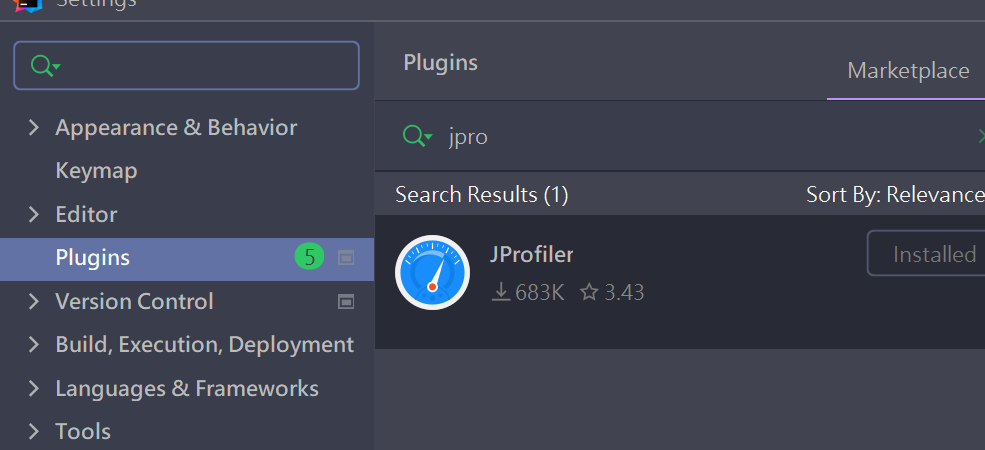 Settings
Plugins
Marketplace
Appearance & Behavior
jpro
Keymap
Search Results (1)
Sort By: Relevance
Editor
Plugins
5
JProfiler
Installed
683K
3.43
Version Control
Build, Execution, Deployment
Languages & Frameworks
Tools